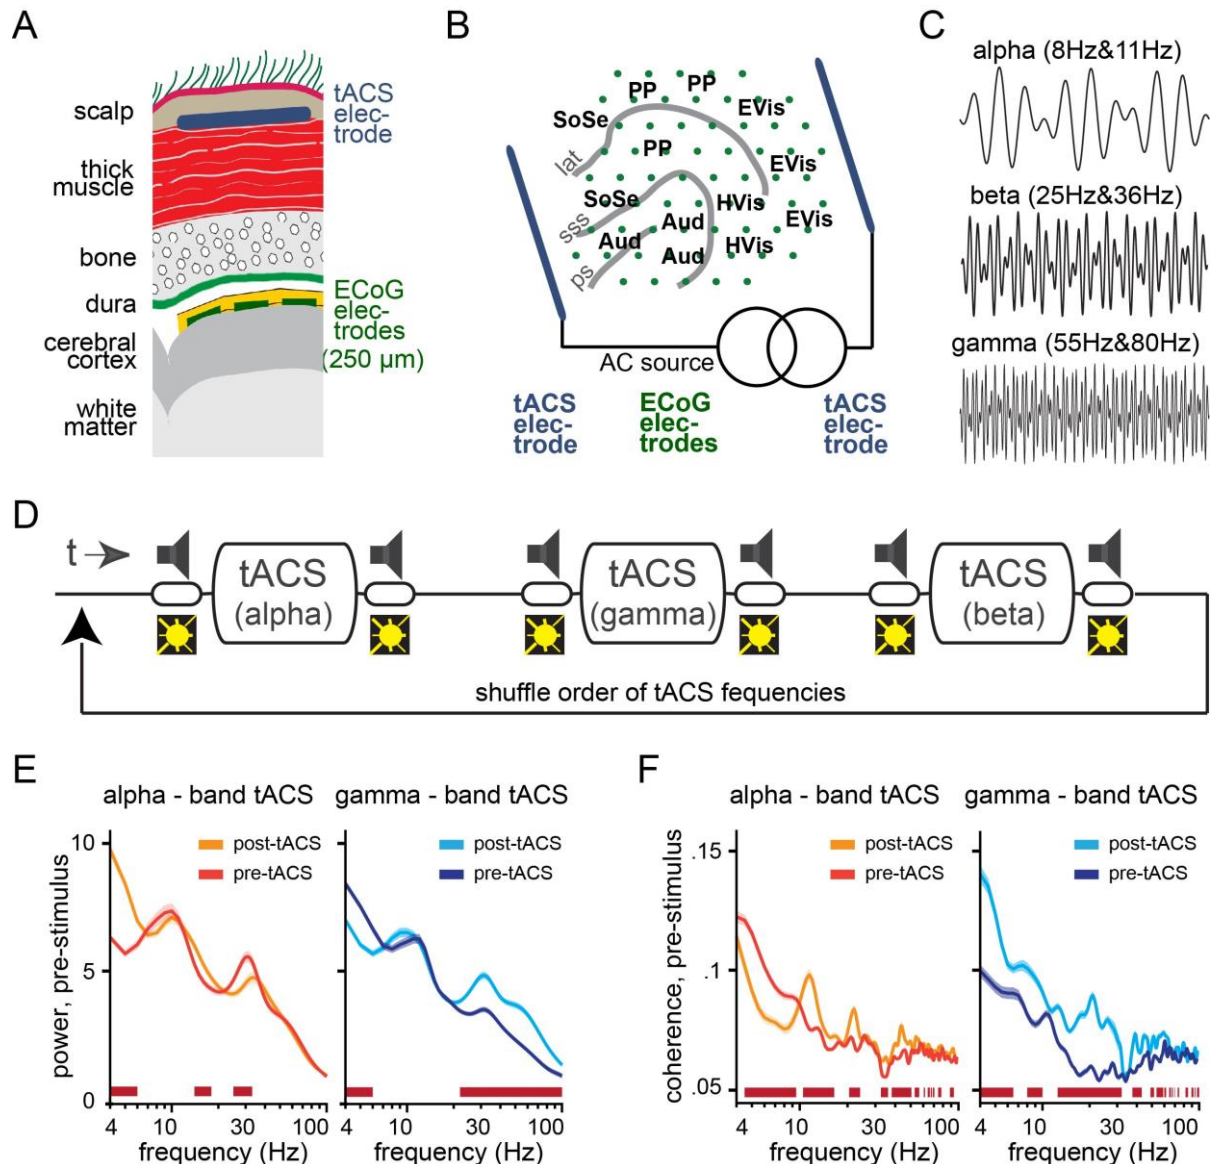 A
scalp
thick
muscle
bone
dura
cerebral
cortex
white
matter
tACS
elec-
trode
ECoG
elec-
trodes
(250 µm)
B
PP
PP
EVis
SoSe
PP
EVis
lat
SoSe
HVis
EVis
sss
Aud
Aud
HVis
Aud
ps
AC source
tACS
elec-
trode
ECoG
elec-
trodes
tACS
elec-
trode
C
alpha (8Hz&11Hz)
beta (25Hz&36Hz)
gamma (55Hz&80Hz)
D
t
tACS
(alpha)
tACS
(gamma)
tACS
(beta)
shuffle order of tACS fequencies
E
alpha - band tACS
gamma - band tACS
power, pre-stimulus
10
5
0
post-tACS
pre-tACS
post-tACS
pre-tACS
4 10 30 100
4 10 30 100
frequency (Hz)
frequency (Hz)
F
alpha - band tACS
gamma - band tACS
coherence, pre-stimulus
.15
.1
.05
post-tACS
pre-tACS
post-tACS
pre-tACS
4 10 30 100
4 10 30 100
frequency (Hz)
frequency (Hz)